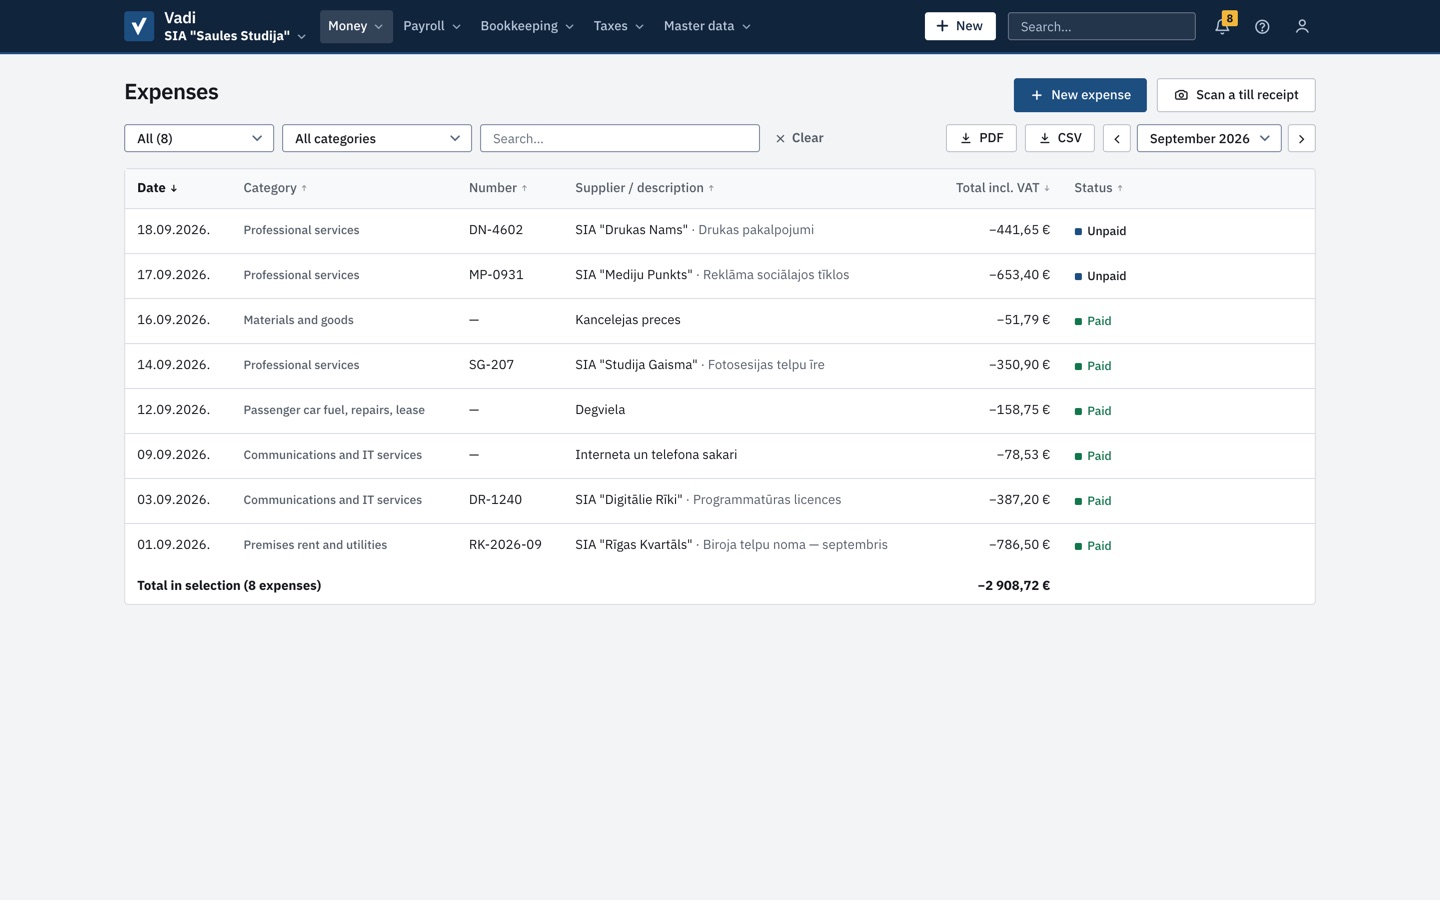 Vadi
SIA "Saules Studija"
Money
Payroll
Bookkeeping
Taxes
Master data
+ New
Search...
8
Expenses
+ New expense
Scan a till receipt
All (8)
All categories
Search...
× Clear
PDF
CSV
September 2026
Date ↓ Category ↑ Number ↑ Supplier / description ↑ Total incl. VAT ↓ Status ↑
18.09.2026. Professional services DN-4602 SIA "Drukas Nams" · Drukas pakalpojumi −441,65 € Unpaid
17.09.2026. Professional services MP-0931 SIA "Mediju Punkts" · Reklāma sociālajos tīklos −653,40 € Unpaid
16.09.2026. Materials and goods — Kancelejas preces −51,79 € Paid
14.09.2026. Professional services SG-207 SIA "Studija Gaisma" · Fotosesijas telpu īre −350,90 € Paid
12.09.2026. Passenger car fuel, repairs, lease — Degviela −158,75 € Paid
09.09.2026. Communications and IT services — Interneta un telefona sakari −78,53 € Paid
03.09.2026. Communications and IT services DR-1240 SIA "Digitālie Rīki" · Programmatūras licences −387,20 € Paid
01.09.2026. Premises rent and utilities RK-2026-09 SIA "Rīgas Kvartāls" · Biroja telpu noma — septembris −786,50 € Paid
Total in selection (8 expenses) −2 908,72 €